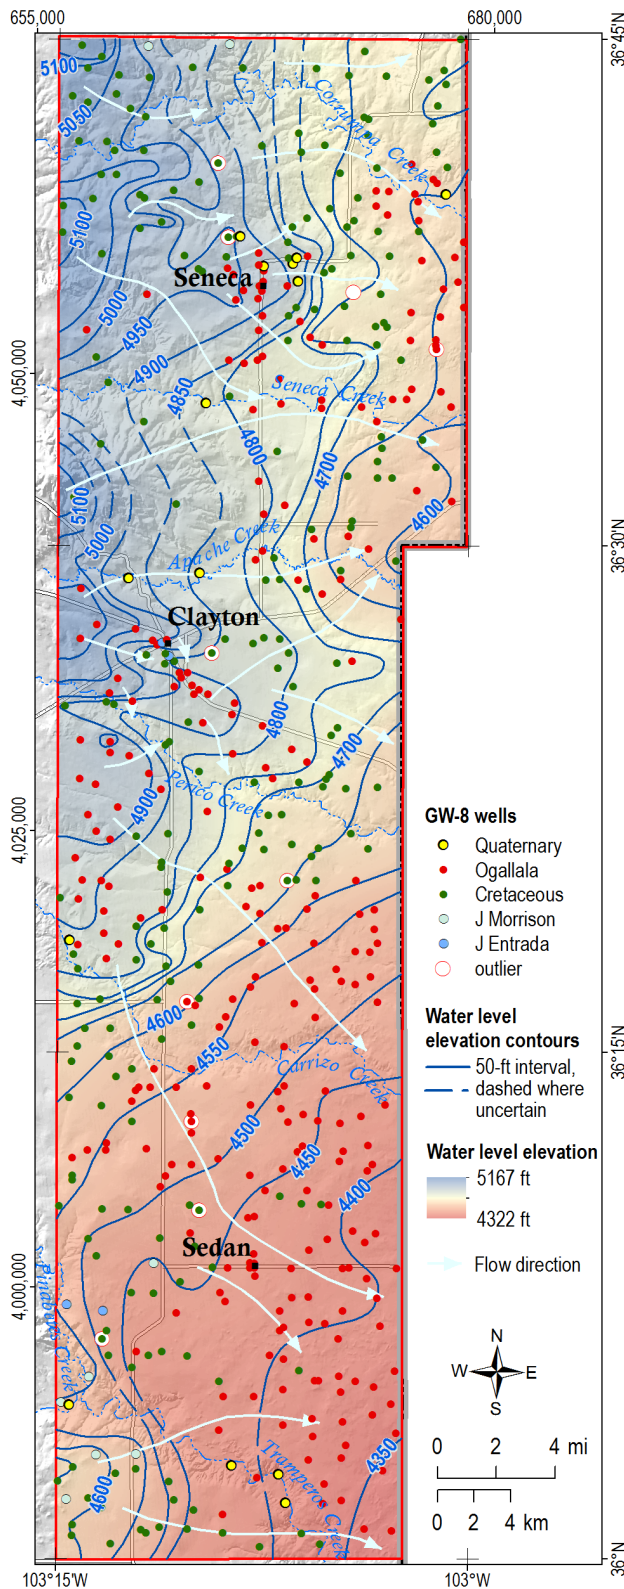 655,000
680,000
36°45'N
5100
5050
Corrumpa Creek
5100
Seneca
5000
4950
4,050,000
4900
4850
Seneca Creek
4800
4700
5100
4600
5000
Apache Creek
36°30'N
Clayton
4800
4700
Perico Creek
4900
4,025,000
GW-8 wells
Quaternary
Ogallala
Cretaceous
J Morrison
J Entrada
outlier
4600
4550
Water level
elevation contours
50-ft interval,
dashed where
uncertain
36°15'N
Carrizo Creek
4500
4450
4400
Water level elevation
5167 ft
4322 ft
Sedan
Flow direction
4,000,000
Creek
N
W
E
S
0 2 4 mi
0 2 4 km
Tramperos Creek
4350
4600
36°N
103°15'W
103°W